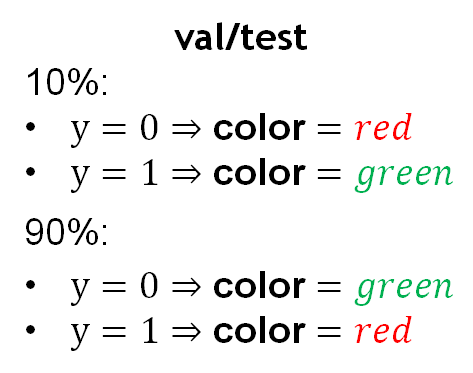 val/test
10%:
• y = 0 ⇒ color = red
• y = 1 ⇒ color = green
90%:
• y = 0 ⇒ color = green
• y = 1 ⇒ color = red